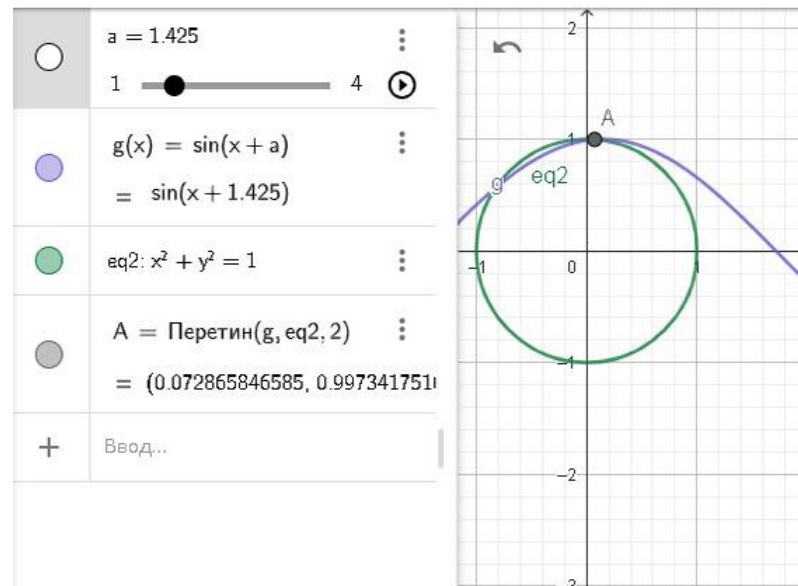 a = 1.425
1 4
g(x) = sin(x + a)
= sin(x + 1.425)
eq2: x² + y² = 1
A = Перетин(g, eq2, 2)
= (0.072865846585, 0.997341751
+ Ввод...
2
A
1
g
eq2
-1
0
1
-1
-2